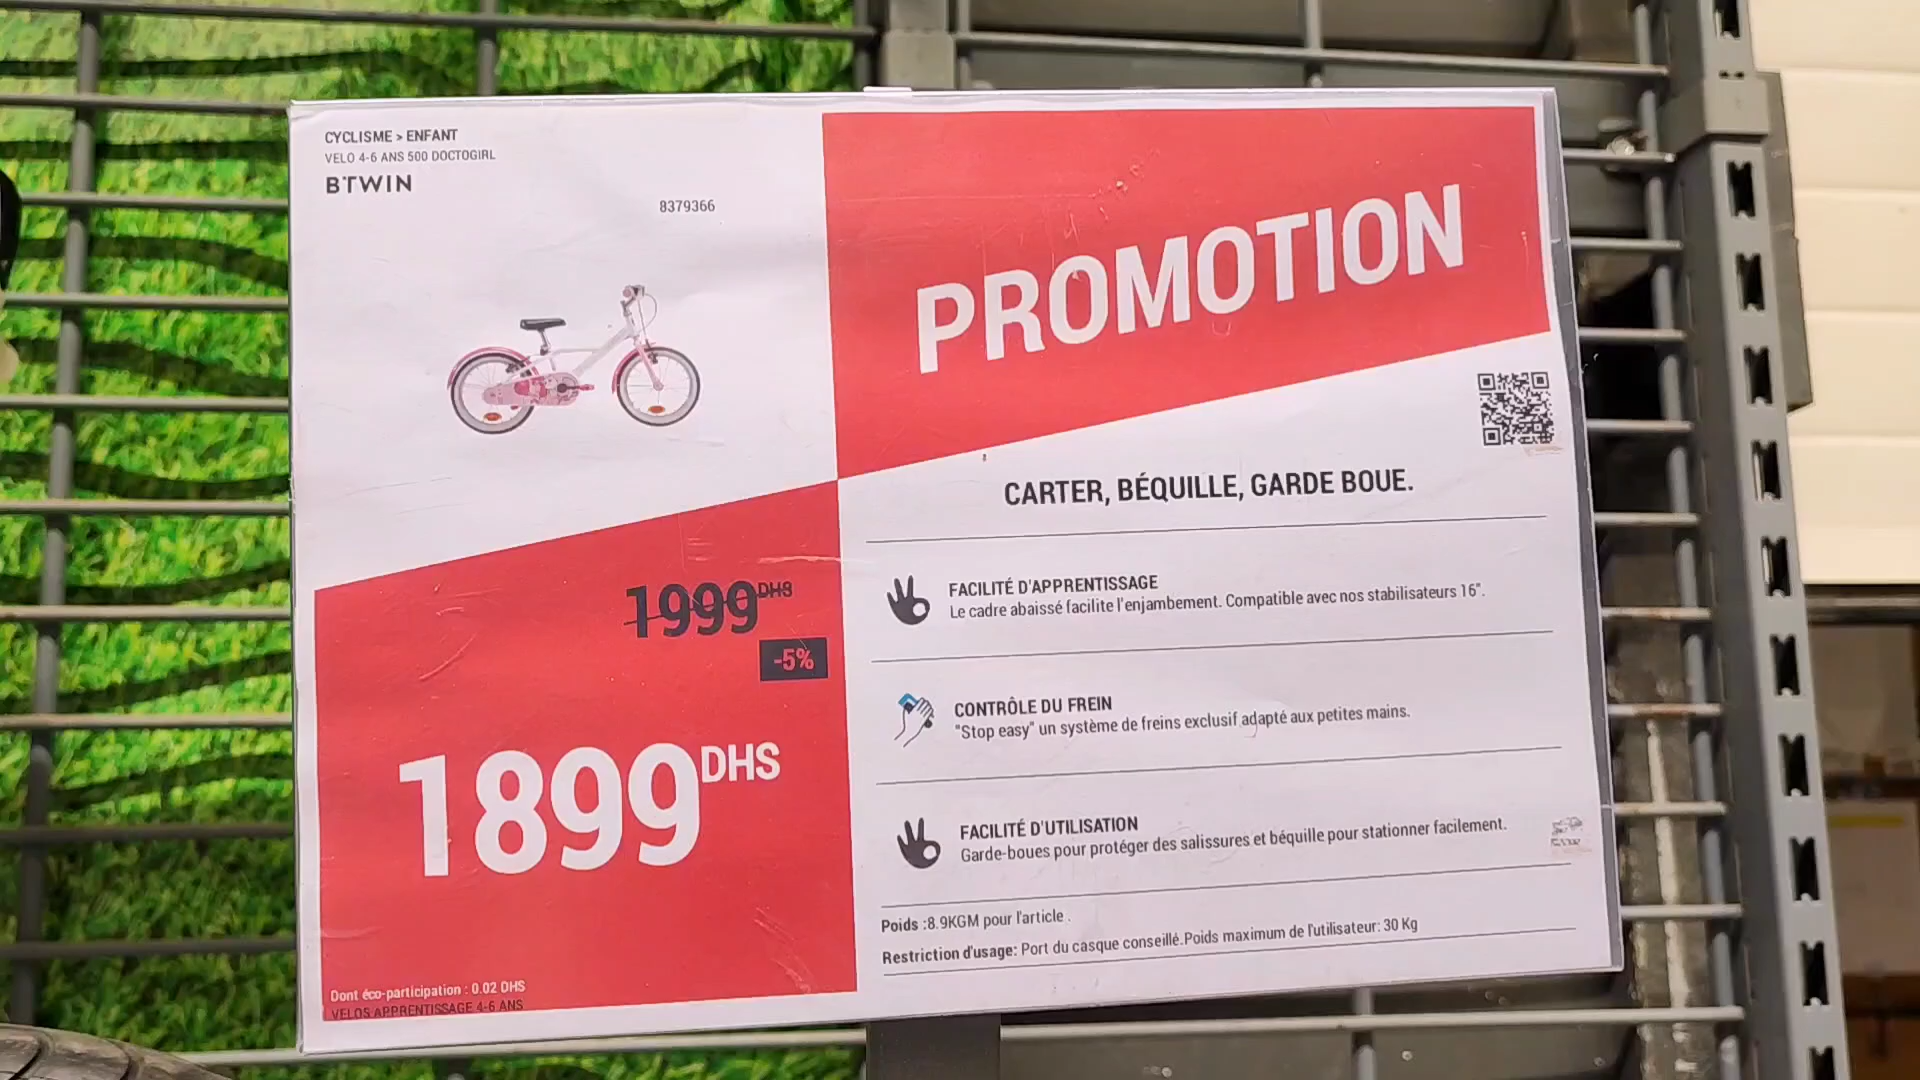 CYCLISME > ENFANT
VELO 4-6 ANS 500 DOCTOGIRL
BTWIN
8379366
PROMOTION
1999DHS
-5%
1899DHS
Dont éco-participation : 0.02 DHS
VELOS APPRENTISSAGE 4-6 ANS
CARTER, BÉQUILLE, GARDE BOUE.
FACILITÉ D'APPRENTISSAGE
Le cadre abaissé facilite l'enjambement. Compatible avec nos stabilisateurs 16".
CONTRÔLE DU FREIN
"Stop easy" un système de freins exclusif adapté aux petites mains.
FACILITÉ D'UTILISATION
Garde-boues pour protéger des salissures et béquille pour stationner facilement.
Poids :8.9KGM pour l'article .
Restriction d'usage: Port du casque conseillé.Poids maximum de l'utilisateur: 30 Kg